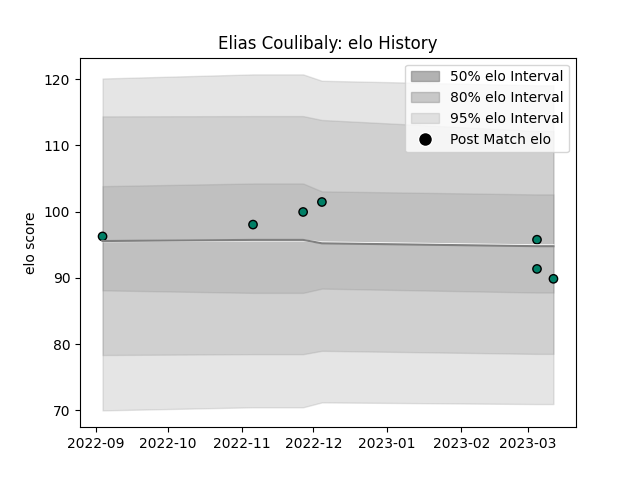 Elias Coulibaly: elo History
50% elo Interval
80% elo Interval
95% elo Interval
Post Match elo
elo score
120
110
100
90
80
70
2022-09 2022-10 2022-11 2022-12 2023-01 2023-02 2023-03